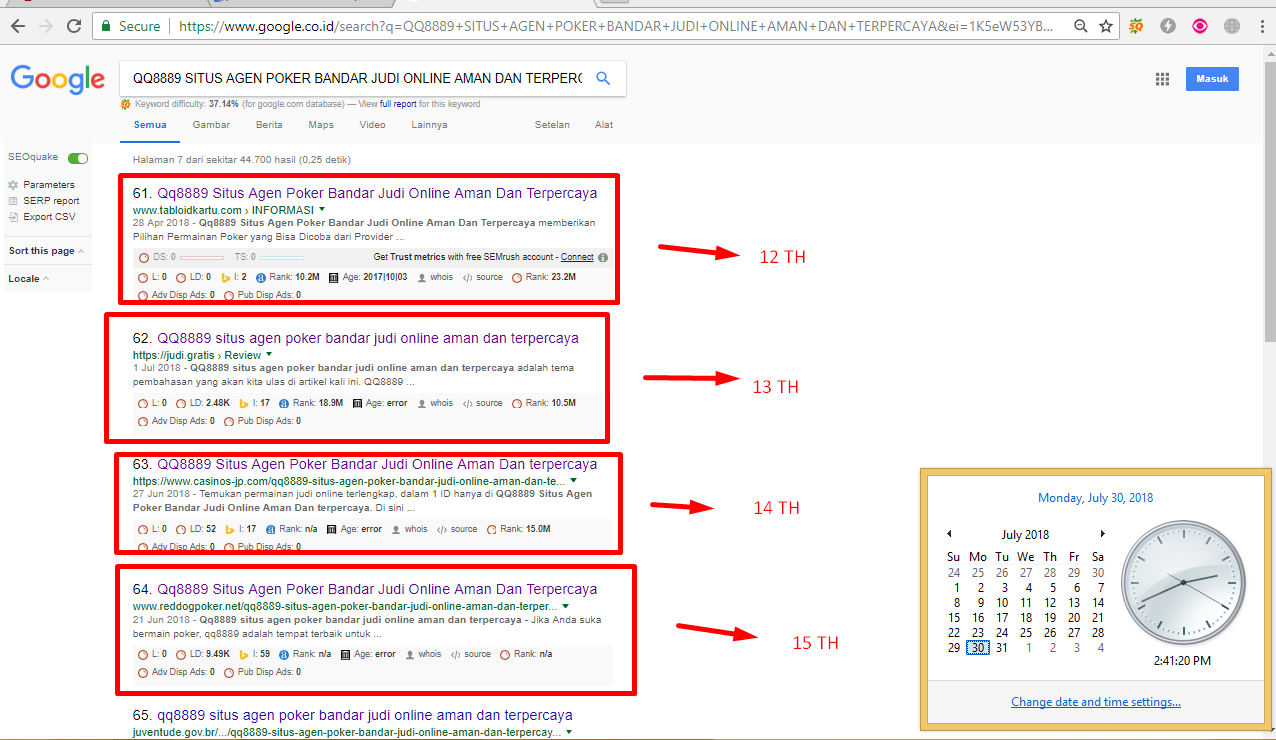 Secure
https://www.google.co.id/search?q=QQ8889+SITUS+AGEN+POKER+BANDAR+JUDI+ONLINE+AMAN+DAN+TERPERCAYA&ei=1K5eW53YB...
Google
QQ8889 SITUS AGEN POKER BANDAR JUDI ONLINE AMAN DAN TERPERC
Masuk
Keyword difficulty: 37.14% (for google.com database) — View full report for this keyword
Semua Gambar Berita Maps Video Lainnya Setelan Alat
SEOquake
Parameters
SERP report
Export CSV
Sort this page
Locale
Halaman 7 dari sekitar 44.700 hasil (0,25 detik)
61. Qq8889 Situs Agen Poker Bandar Judi Online Aman Dan Terpercaya
www.tabloidkartu.com › INFORMASI
28 Apr 2018 - Qq8889 Situs Agen Poker Bandar Judi Online Aman Dan Terpercaya memberikan
Pilihan Permainan Poker yang Bisa Dicoba dari Provider ...
DS: 0 TS: 0 Get Trust metrics with free SEMrush account - Connect
L: 0 LD: 0 I: 2 Rank: 10.2M Age: 2017|10|03 whois source Rank: 23.2M
Adv Disp Ads: 0 Pub Disp Ads: 0
12 TH
62. QQ8889 situs agen poker bandar judi online aman dan terpercaya
https://judi.gratis › Review
1 Jul 2018 - QQ8889 situs agen poker bandar judi online aman dan terpercaya adalah tema
pembahasan yang akan kita ulas di artikel kali ini. QQ8889 ...
L: 0 LD: 2.48K I: 17 Rank: 18.9M Age: error whois source Rank: 10.5M
Adv Disp Ads: 0 Pub Disp Ads: 0
13 TH
63. QQ8889 Situs Agen Poker Bandar Judi Online Aman Dan terpercaya
https://www.casinos-jp.com/qq8889-situs-agen-poker-bandar-judi-online-aman-dan-te...
27 Jun 2018 - Temukan permainan judi online terlengkap, dalam 1 ID hanya di QQ8889 Situs Agen
Poker Bandar Judi Online Aman Dan terpercaya. Di sini ...
L: 0 LD: 52 I: 17 Rank: n/a Age: error whois source Rank: 15.0M
Adv Disp Ads: 0 Pub Disp Ads: 0
14 TH
64. Qq8889 Situs Agen Poker Bandar Judi Online Aman Dan Terpercaya
www.reddogpoker.net/qq8889-situs-agen-poker-bandar-judi-online-aman-dan-terper...
21 Jun 2018 - Qq8889 situs agen poker bandar judi online aman dan terpercaya - Jika Anda suka
bermain poker, qq8889 adalah tempat terbaik untuk ...
L: 0 LD: 9.49K I: 59 Rank: n/a Age: error whois source Rank: n/a
Adv Disp Ads: 0 Pub Disp Ads: 0
15 TH
65. qq8889 situs agen poker bandar judi online aman dan terpercaya
juventude.gov.br/.../qq8889-situs-agen-poker-bandar-judi-online-aman-dan-terpercay...
Monday, July 30, 2018
July 2018
Su Mo Tu We Th Fr Sa
24 25 26 27 28 29 30
1 2 3 4 5 6 7
8 9 10 11 12 13 14
15 16 17 18 19 20 21
22 23 24 25 26 27 28
29 30 31 1 2 3 4
2:41:20 PM
Change date and time settings...